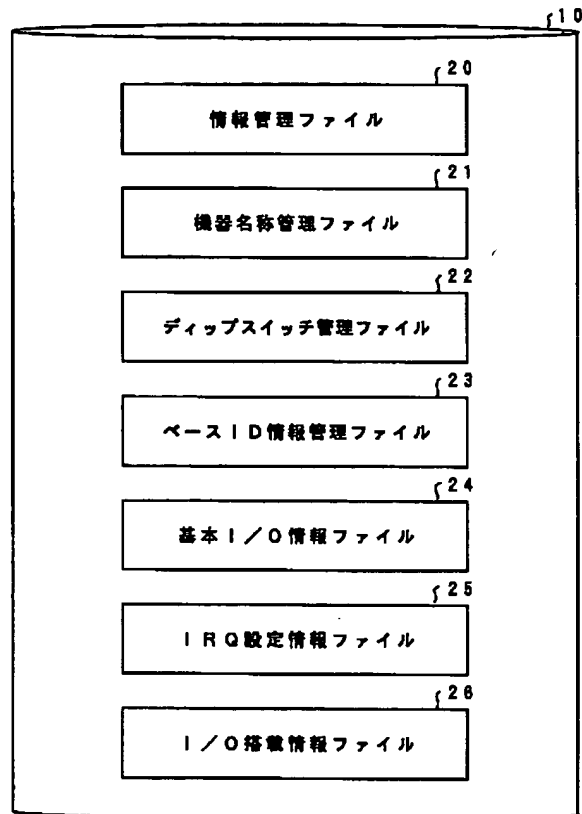 10
20
情報管理ファイル
21
機器名称管理ファイル
22
ディップスイッチ管理ファイル
23
ベースID情報管理ファイル
24
基本I/O情報ファイル
25
IRQ設定情報ファイル
26
I/O搭載情報ファイル